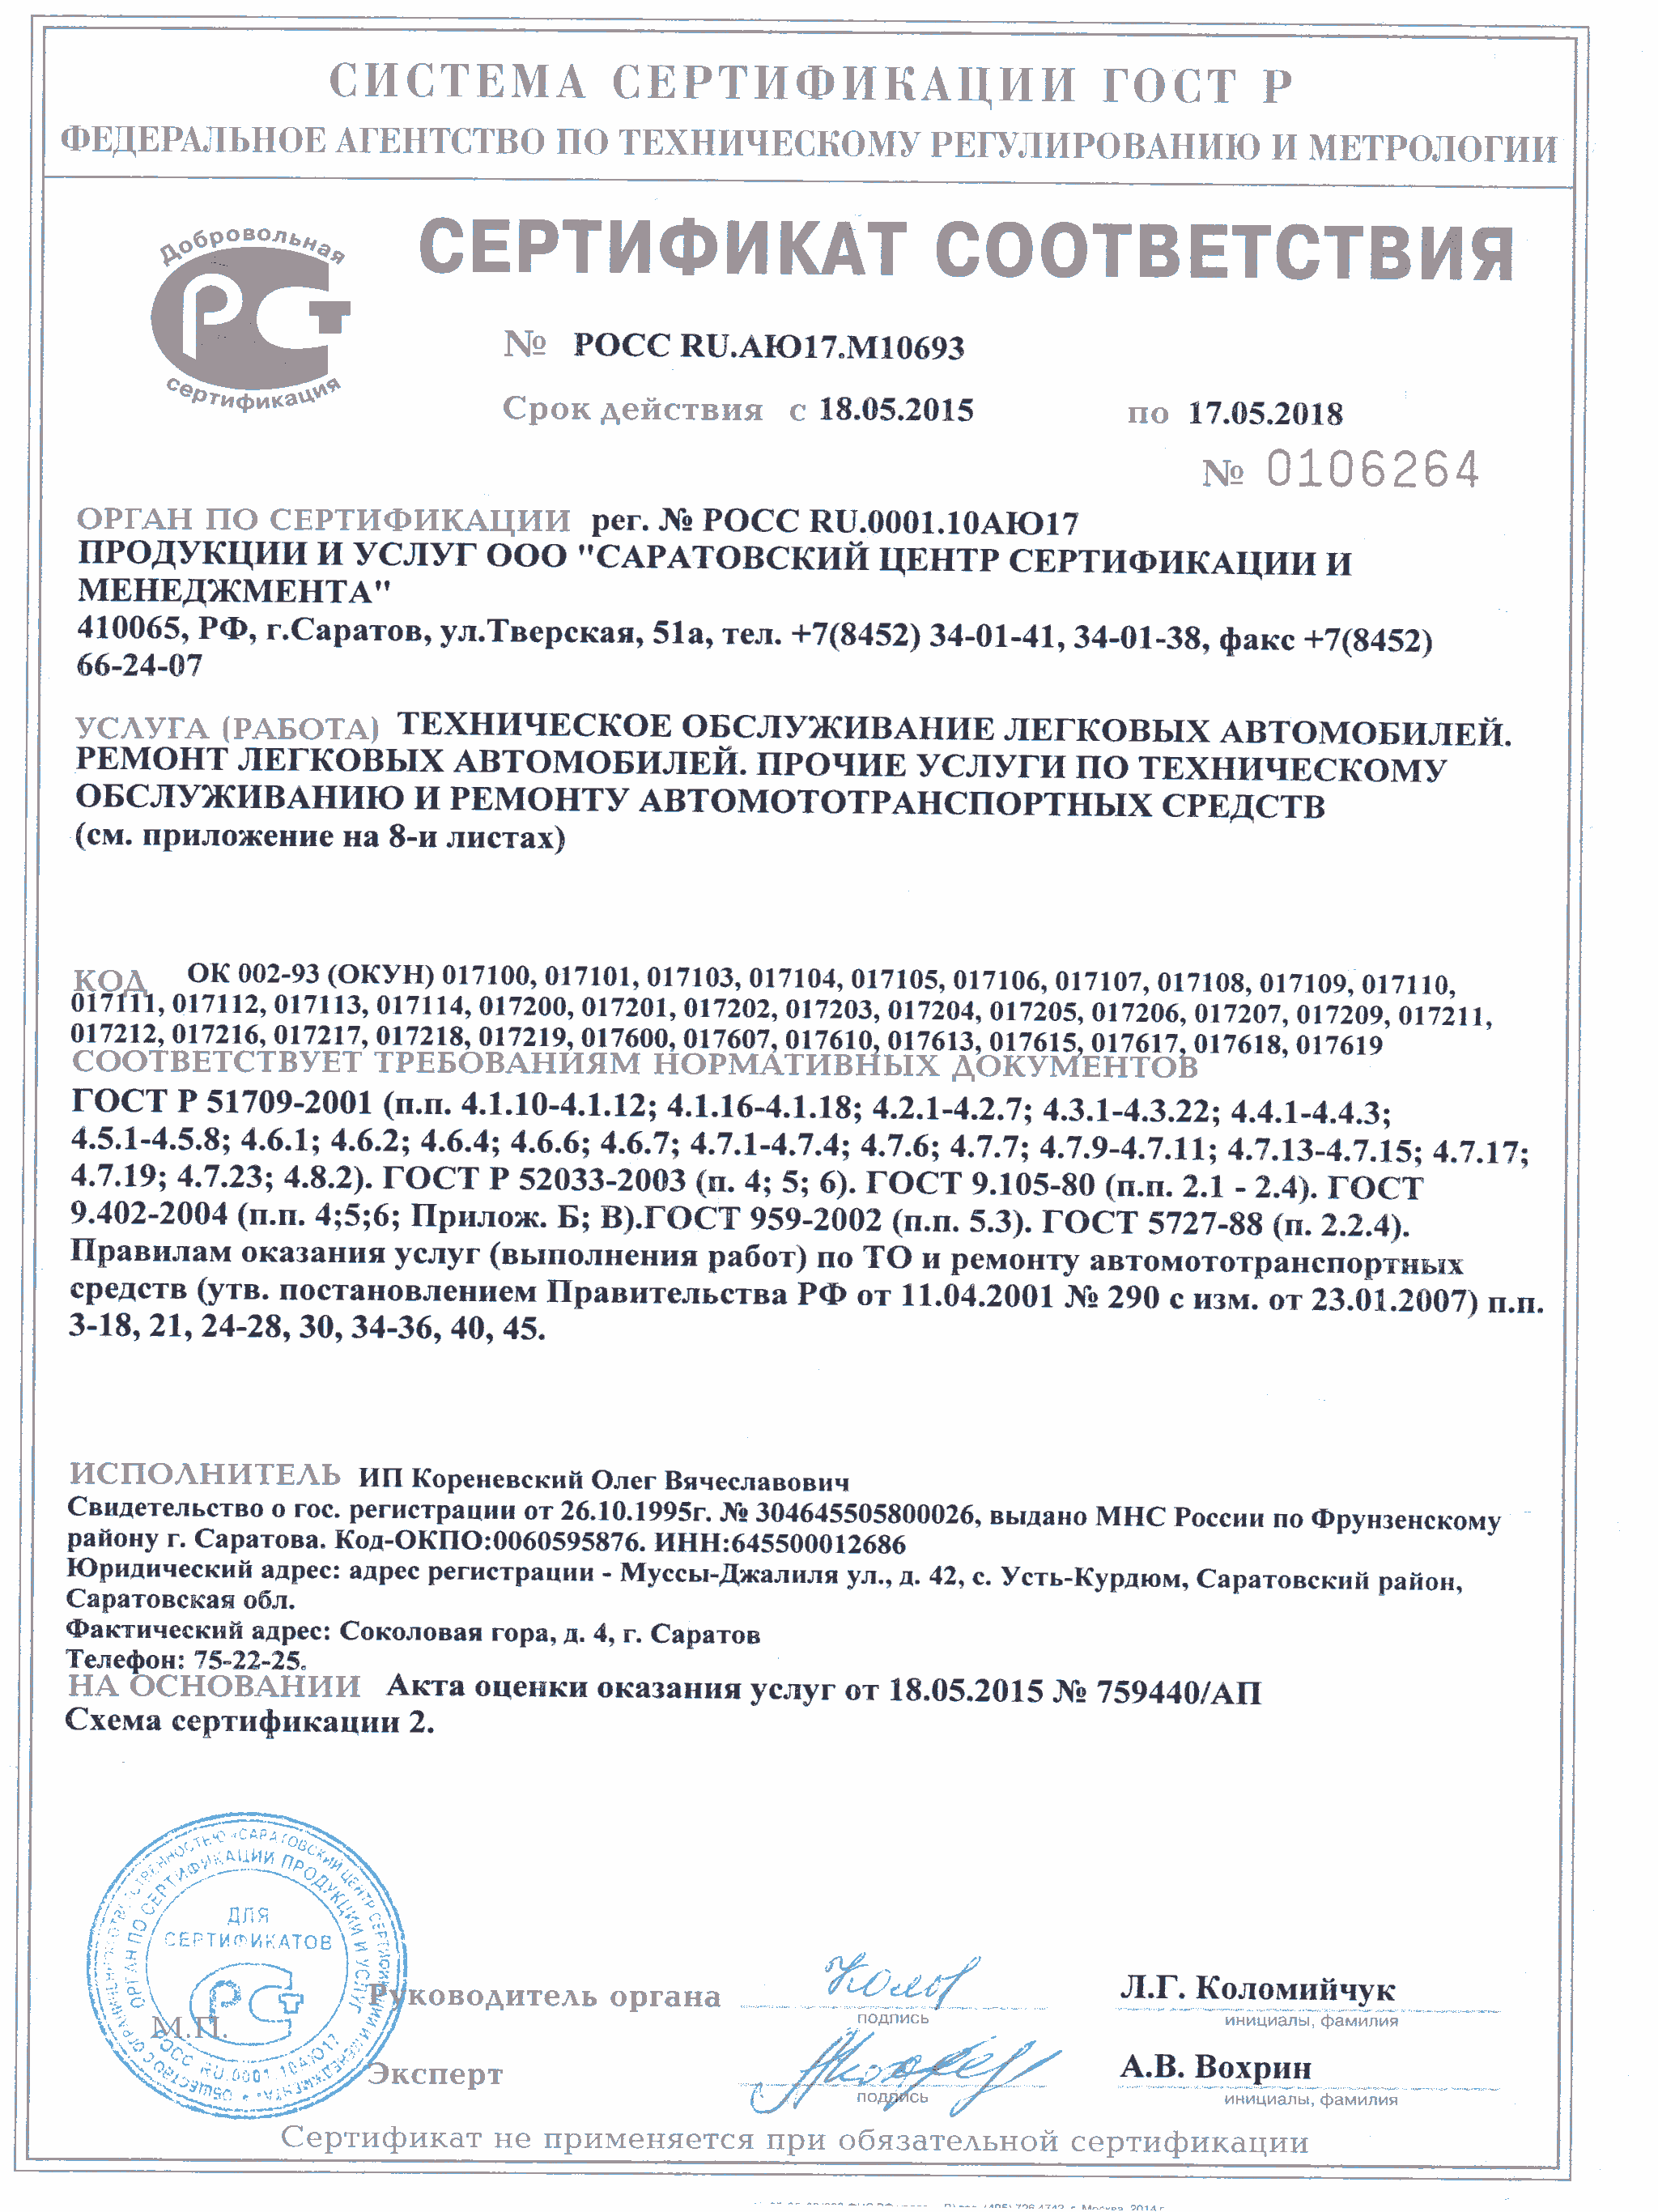 СИСТЕМА СЕРТИФИКАЦИИ ГОСТ Р
ФЕДЕРАЛЬНОЕ АГЕНТСТВО ПО ТЕХНИЧЕСКОМУ РЕГУЛИРОВАНИЮ И МЕТРОЛОГИИ
Добровольная
сертификация
СЕРТИФИКАТ СООТВЕТСТВИЯ
№ РОСС RU.АЮ17.М10693
Срок действия с 18.05.2015 по 17.05.2018
№ 0106264
ОРГАН ПО СЕРТИФИКАЦИИ рег. № РОСС RU.0001.10АЮ17
ПРОДУКЦИИ И УСЛУГ ООО "САРАТОВСКИЙ ЦЕНТР СЕРТИФИКАЦИИ И
МЕНЕДЖМЕНТА"
410065, РФ, г.Саратов, ул.Тверская, 51а, тел. +7(8452) 34-01-41, 34-01-38, факс +7(8452)
66-24-07
УСЛУГА (РАБОТА) ТЕХНИЧЕСКОЕ ОБСЛУЖИВАНИЕ ЛЕГКОВЫХ АВТОМОБИЛЕЙ.
РЕМОНТ ЛЕГКОВЫХ АВТОМОБИЛЕЙ. ПРОЧИЕ УСЛУГИ ПО ТЕХНИЧЕСКОМУ
ОБСЛУЖИВАНИЮ И РЕМОНТУ АВТОМОТОТРАНСПОРТНЫХ СРЕДСТВ
(см. приложение на 8-и листах)
КОД ОК 002-93 (ОКУН) 017100, 017101, 017103, 017104, 017105, 017106, 017107, 017108, 017109, 017110,
017111, 017112, 017113, 017114, 017200, 017201, 017202, 017203, 017204, 017205, 017206, 017207, 017209, 017211,
017212, 017216, 017217, 017218, 017219, 017600, 017607, 017610, 017613, 017615, 017617, 017618, 017619
СООТВЕТСТВУЕТ ТРЕБОВАНИЯМ НОРМАТИВНЫХ ДОКУМЕНТОВ
ГОСТ Р 51709-2001 (п.п. 4.1.10-4.1.12; 4.1.16-4.1.18; 4.2.1-4.2.7; 4.3.1-4.3.22; 4.4.1-4.4.3;
4.5.1-4.5.8; 4.6.1; 4.6.2; 4.6.4; 4.6.6; 4.6.7; 4.7.1-4.7.4; 4.7.6; 4.7.7; 4.7.9-4.7.11; 4.7.13-4.7.15; 4.7.17;
4.7.19; 4.7.23; 4.8.2). ГОСТ Р 52033-2003 (п. 4; 5; 6). ГОСТ 9.105-80 (п.п. 2.1 - 2.4). ГОСТ
9.402-2004 (п.п. 4;5;6; Прилож. Б; В).ГОСТ 959-2002 (п.п. 5.3). ГОСТ 5727-88 (п. 2.2.4).
Правилам оказания услуг (выполнения работ) по ТО и ремонту автомототранспортных
средств (утв. постановлением Правительства РФ от 11.04.2001 № 290 с изм. от 23.01.2007) п.п.
3-18, 21, 24-28, 30, 34-36, 40, 45.
ИСПОЛНИТЕЛЬ ИП Кореневский Олег Вячеславович
Свидетельство о гос. регистрации от 26.10.1995г. № 304645505800026, выдано МНС России по Фрунзенскому
району г. Саратова. Код-ОКПО:0060595876. ИНН:645500012686
Юридический адрес: адрес регистрации - Муссы-Джалиля ул., д. 42, с. Усть-Курдюм, Саратовский район,
Саратовская обл.
Фактический адрес: Соколовая гора, д. 4, г. Саратов
Телефон: 75-22-25.
НА ОСНОВАНИИ Акта оценки оказания услуг от 18.05.2015 № 759440/АП
Схема сертификации 2.
ОРГАН ПО СЕРТИФИКАЦИИ ПРОДУКЦИИ И УСЛУГ
РОСС RU.0001.10АЮ17
ДЛЯ
СЕРТИФИКАТОВ
М.П.
Руководитель органа
подпись
Л.Г. Коломийчук
инициалы, фамилия
Эксперт
подпись
А.В. Вохрин
инициалы, фамилия
Сертификат не применяется при обязательной сертификации